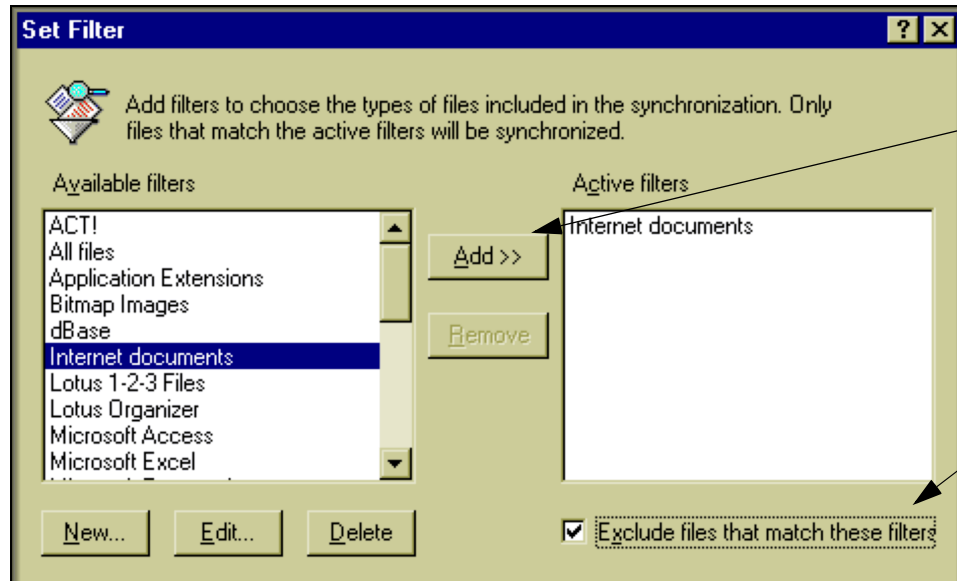 Set Filter
Add filters to choose the types of files included in the synchronization. Only
files that match the active filters will be synchronized.
Available filters
Active filters
ACT!
All files
Application Extensions
Bitmap Images
dBase
Internet documents
Lotus 1-2-3 Files
Lotus Organizer
Microsoft Access
Microsoft Excel
Add >>
Remove
Internet documents
New...
Edit...
Delete
Exclude files that match these filters